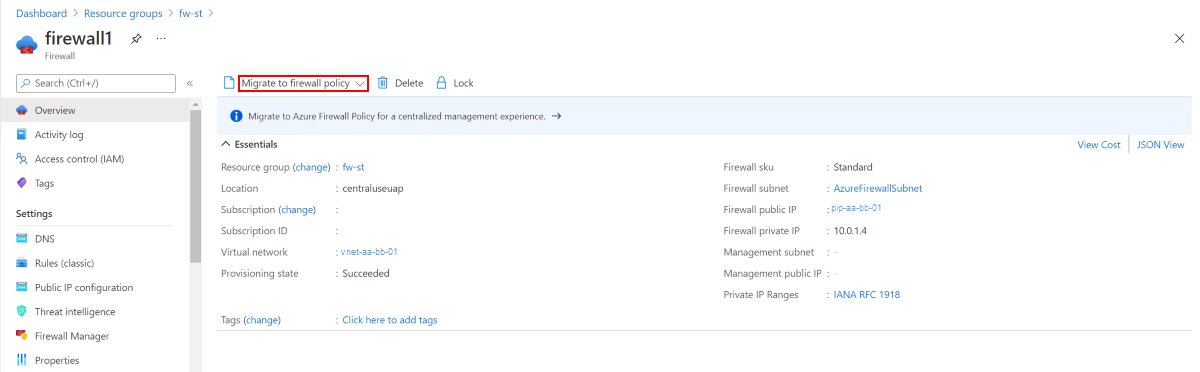 Dashboard > Resource groups > fw-st >
firewall1 ...
Firewall
Search (Ctrl+/) «
Overview
Activity log
Access control (IAM)
Tags
Settings
DNS
Rules (classic)
Public IP configuration
Threat intelligence
Firewall Manager
Properties
Migrate to firewall policy Delete Lock
Migrate to Azure Firewall Policy for a centralized management experience. →
Essentials View Cost JSON View
Resource group (change) : fw-st
Location : centraluseuap
Subscription (change) :
Subscription ID :
Virtual network : vnet-aa-bb-01
Provisioning state : Succeeded
Firewall sku : Standard
Firewall subnet : AzureFirewallSubnet
Firewall public IP : pip-aa-bb-01
Firewall private IP : 10.0.1.4
Management subnet : -
Management public IP : -
Private IP Ranges : IANA RFC 1918
Tags (change) : Click here to add tags